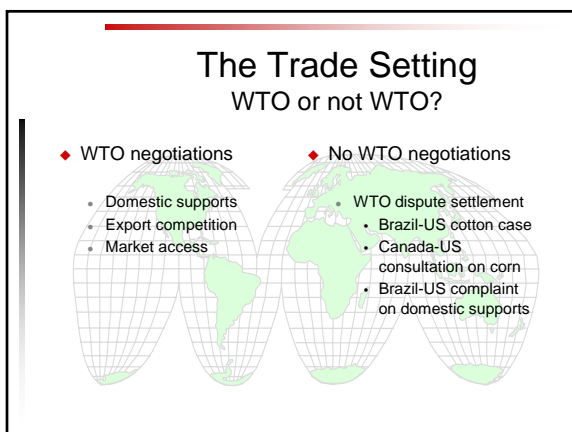 The Trade Setting
WTO or not WTO?
◆ WTO negotiations
• Domestic supports
• Export competition
• Market access
◆ No WTO negotiations
• WTO dispute settlement
• Brazil-US cotton case
• Canada-US
consultation on corn
• Brazil-US complaint
on domestic supports